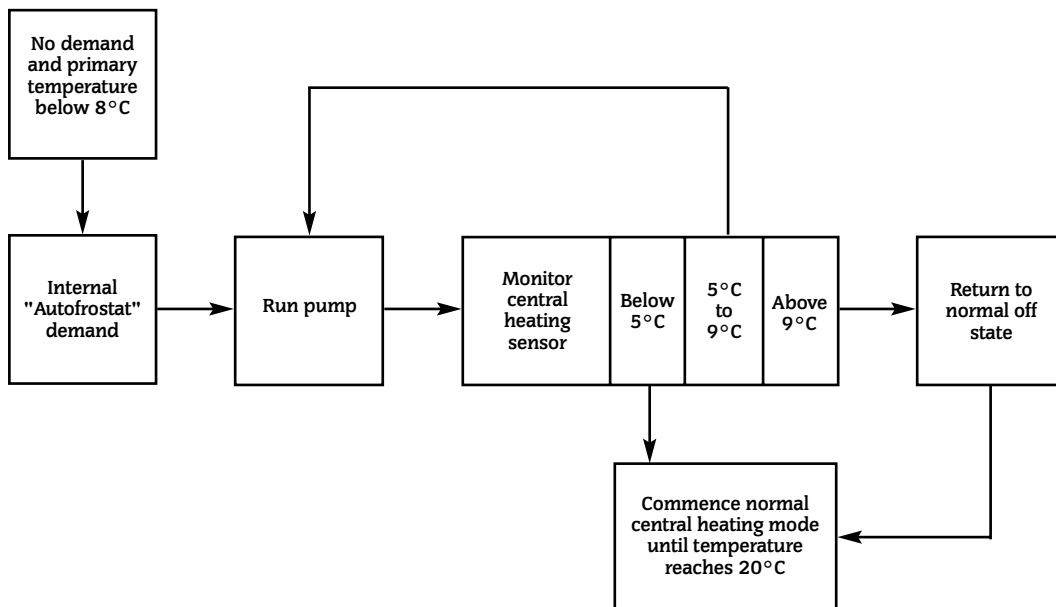 No demand
and primary
temperature
below 8°C
Internal
"Autofrostat"
demand
Run pump
Monitor
central
heating
sensor
Below
5°C
5°C
to
9°C
Above
9°C
Return to
normal off
state
Commence normal
central heating mode
until temperature
reaches 20°C